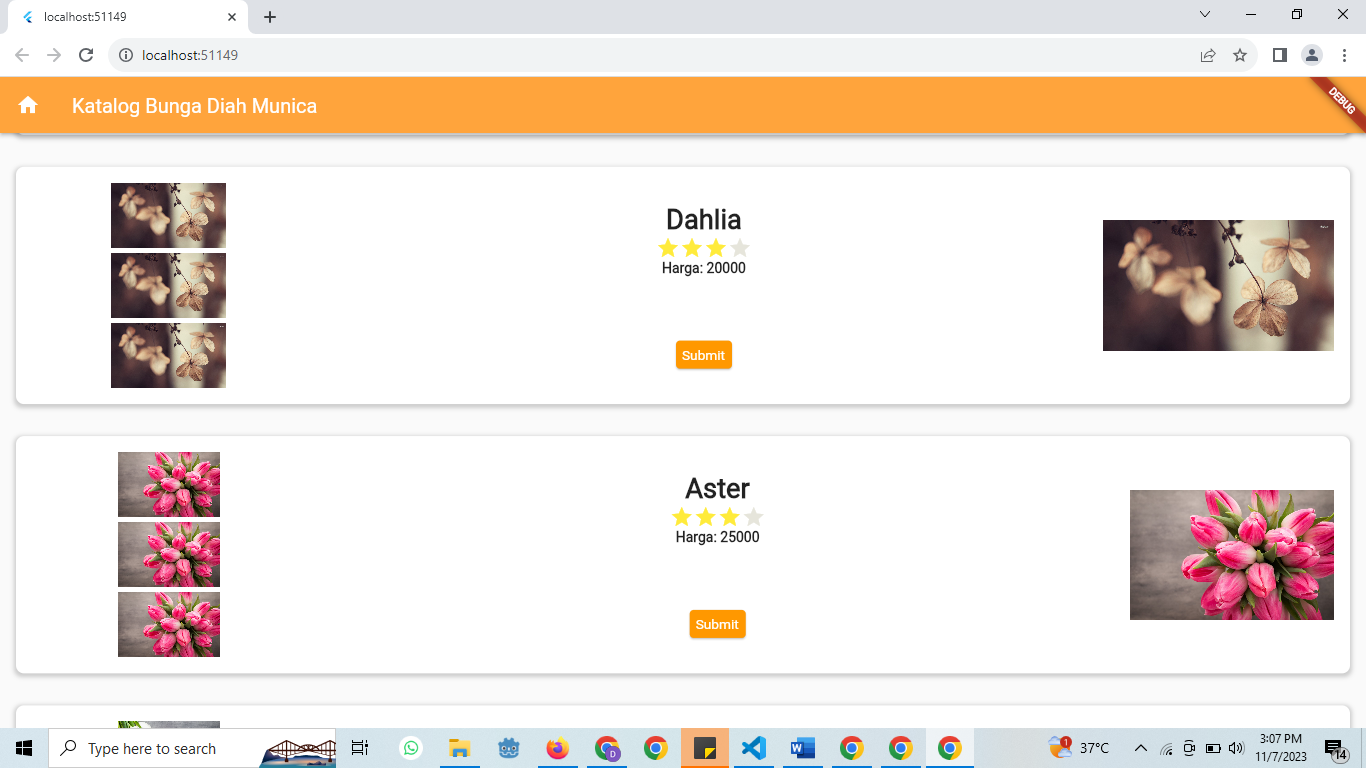 localhost:51149
localhost:51149
Katalog Bunga Diah Munica
DEBUG
Dahlia
Harga: 20000
Submit
Aster
Harga: 25000
Submit
Type here to search
D
W
1
37°C
3:07 PM
11/7/2023
14